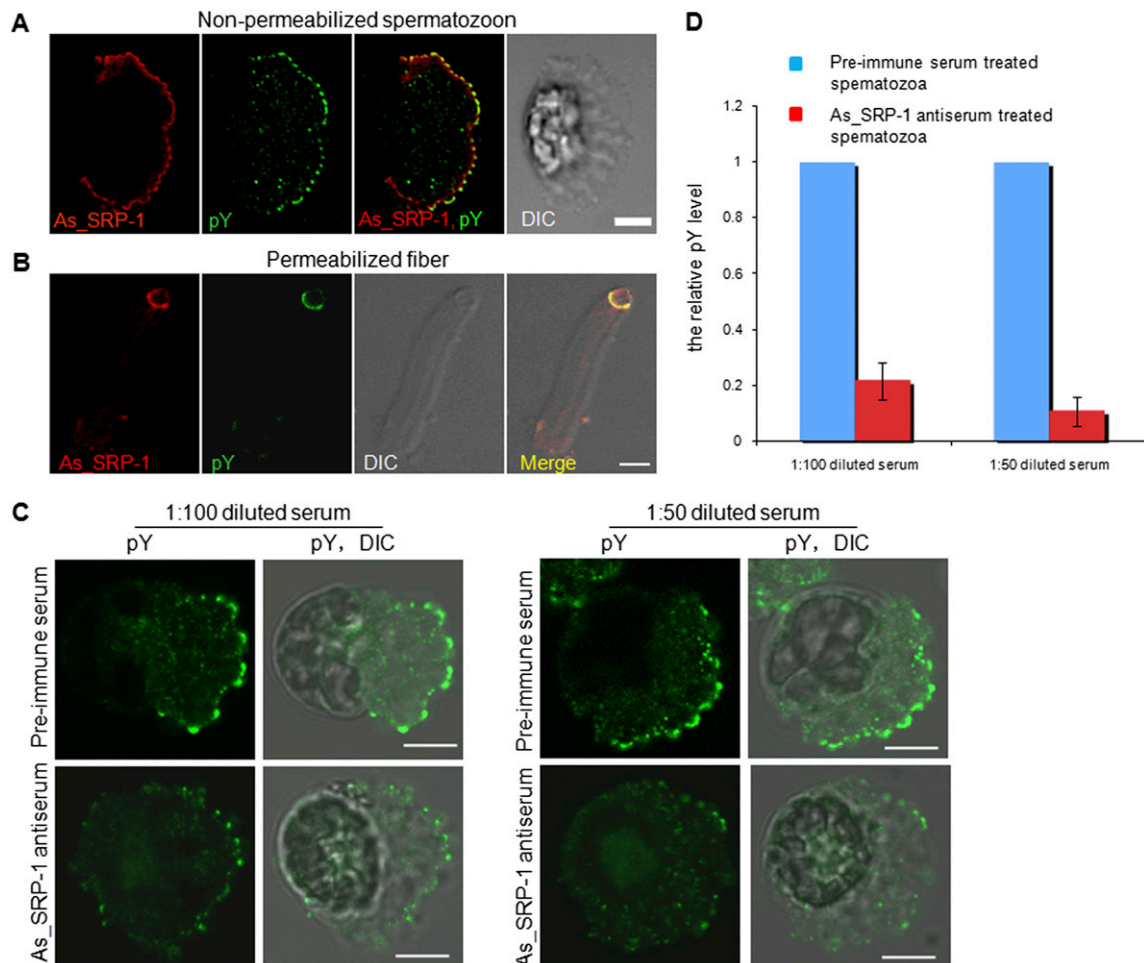 A
Non-permeabilized spermatozoon
As_SRP-1
pY
As_SRP-1, pY
DIC
B
Permeabilized fiber
As_SRP-1
pY
DIC
Merge
D
Pre-immune serum treated
spematozoa
As_SRP-1 antiserum treated
spematozoa
the relative pY level
1.2
1
0.8
0.6
0.4
0.2
0
1:100 diluted serum
1:50 diluted serum
C
1:100 diluted serum
pY
pY, DIC
Pre-immune serum
As_SRP-1 antiserum
1:50 diluted serum
pY
pY, DIC
Pre-immune serum
As_SRP-1 antiserum